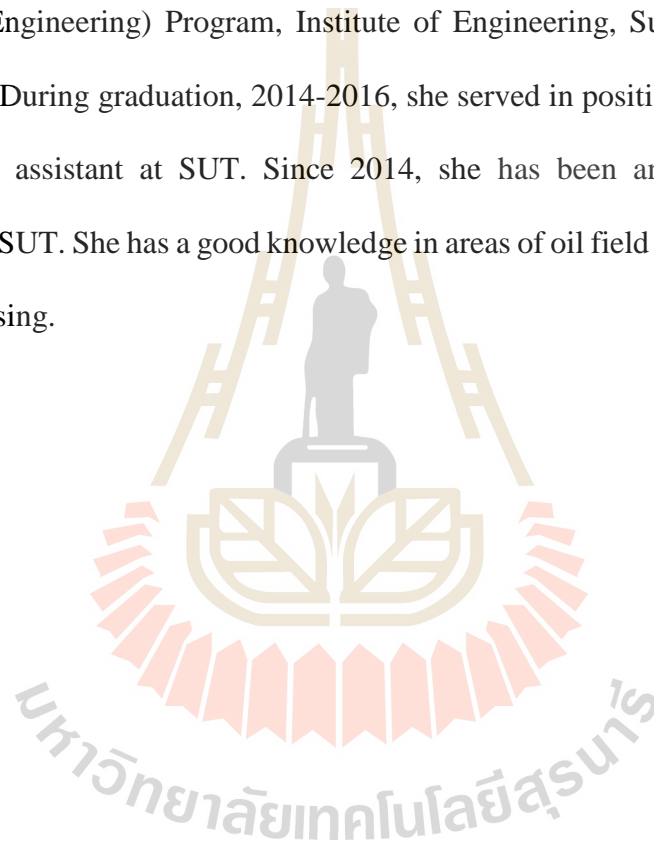 Engineering) Program, Institute of Engineering, Su
During graduation, 2014-2016, she served in positi
assistant at SUT. Since 2014, she has been an
SUT. She has a good knowledge in areas of oil field
sing.
มหาวิทยาลัยเทคโนโลยีสุรนารี